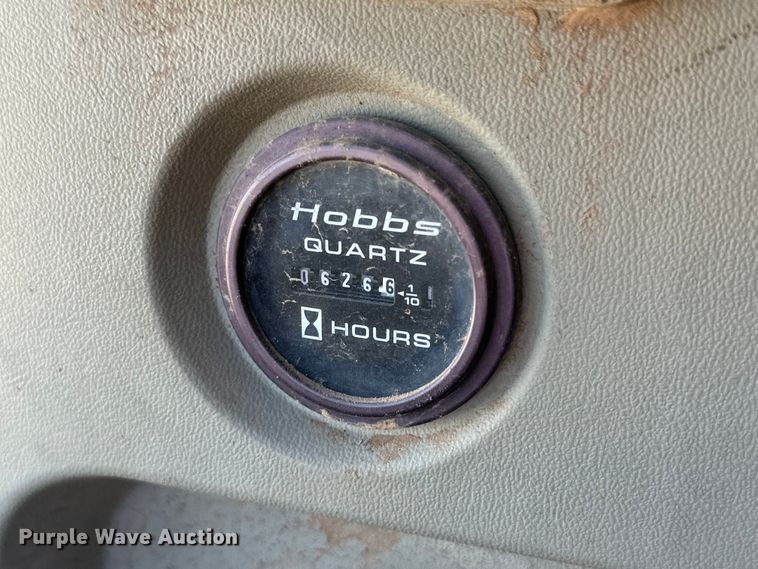 Hobbs
QUARTZ
06266 ◄1/10
HOURS
Purple Wave Auction®